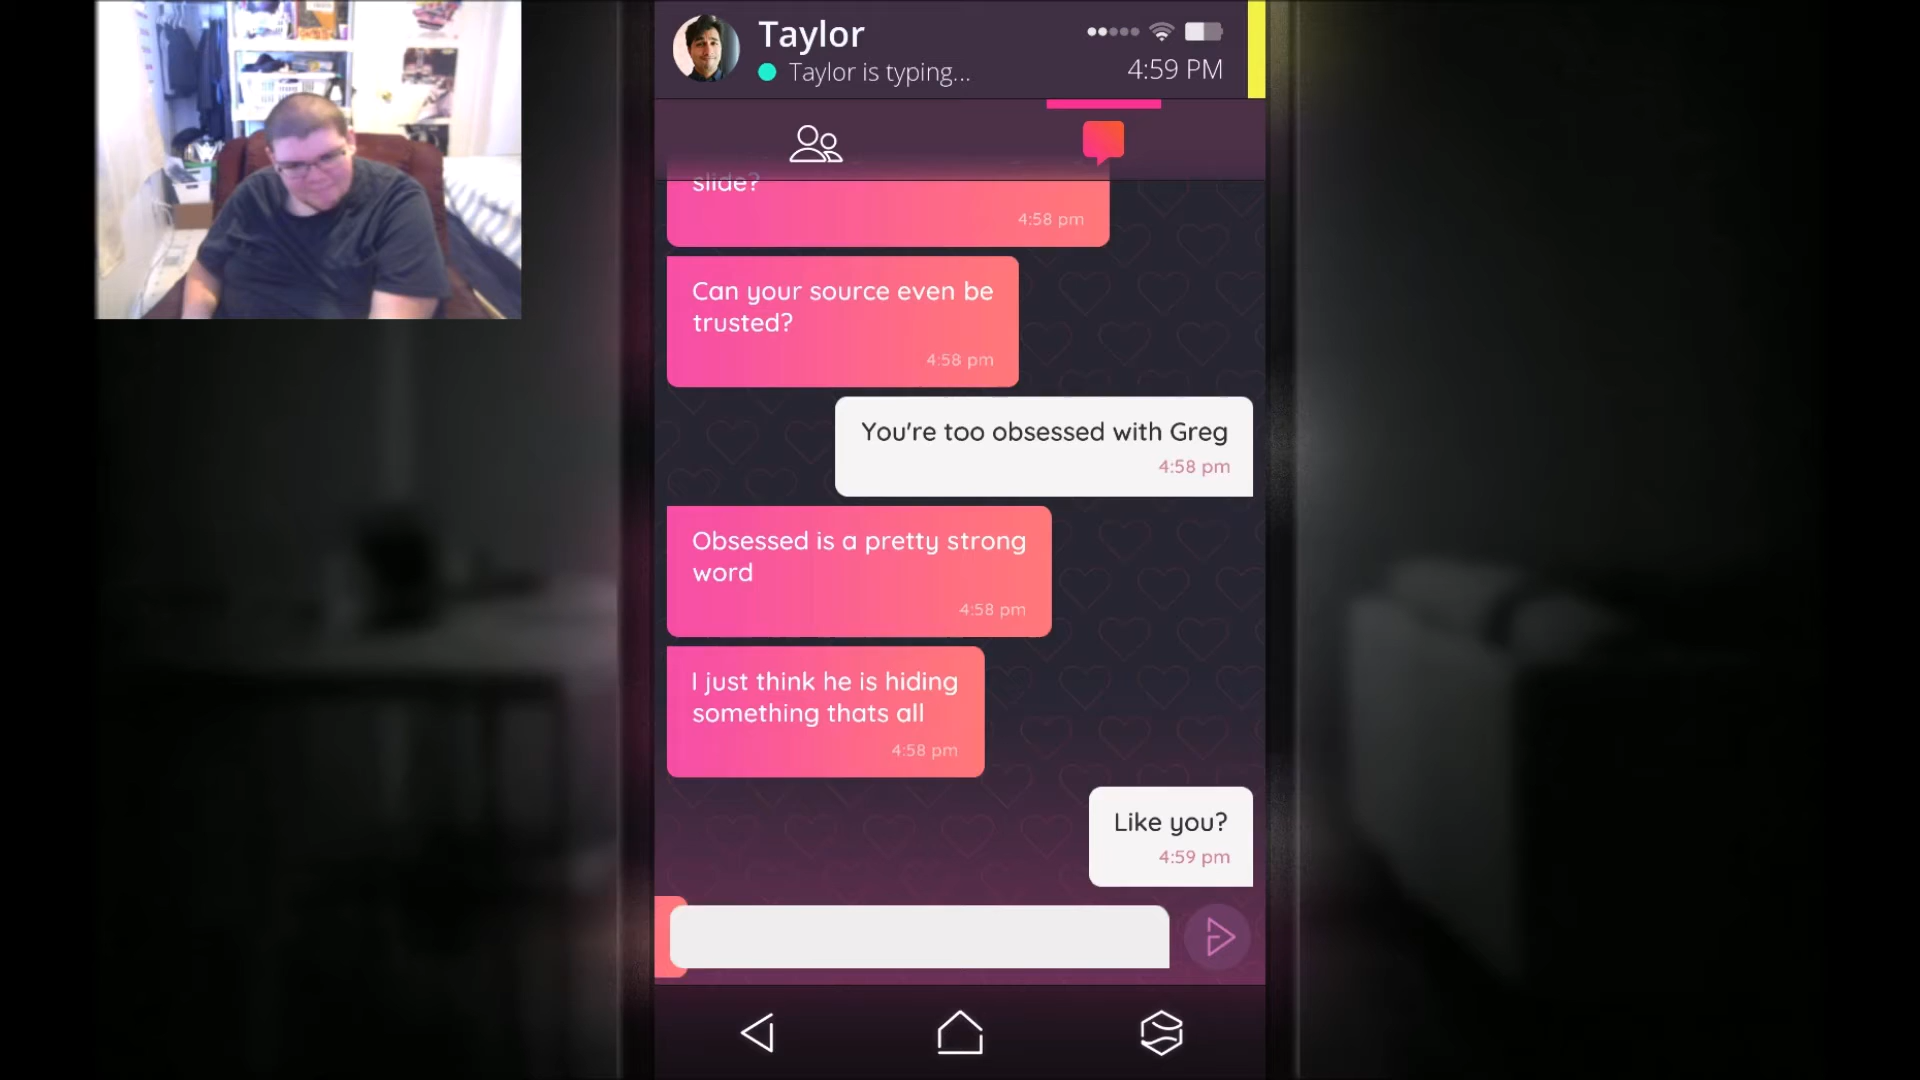 Taylor
Taylor is typing...
4:59 PM
slide?
4:58 pm
Can your source even be
trusted?
4:58 pm
You're too obsessed with Greg
4:58 pm
Obsessed is a pretty strong
word
4:58 pm
I just think he is hiding
something thats all
4:58 pm
Like you?
4:59 pm